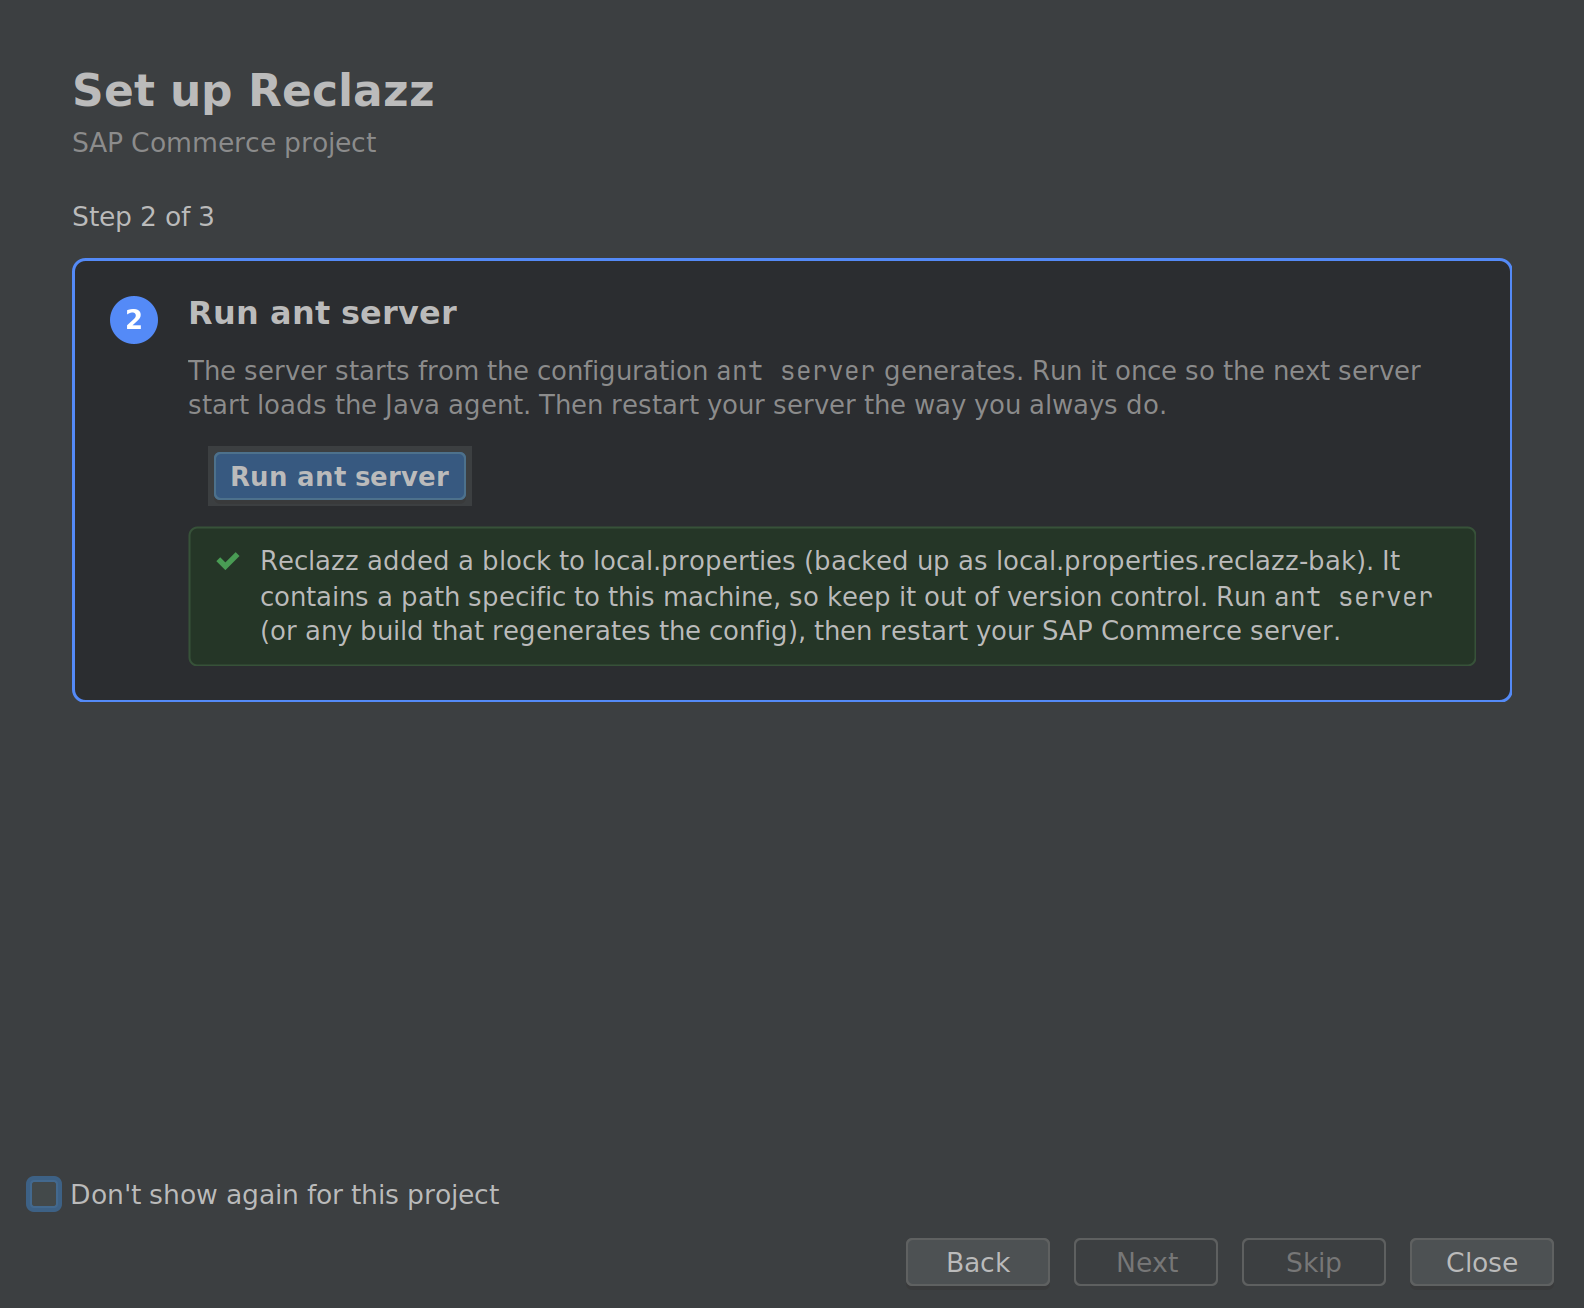 Set up Reclazz
SAP Commerce project
Step 2 of 3
2
Run ant server
The server starts from the configuration ant server generates. Run it once so the next server
start loads the Java agent. Then restart your server the way you always do.
Run ant server
Reclazz added a block to local.properties (backed up as local.properties.reclazz-bak). It
contains a path specific to this machine, so keep it out of version control. Run ant server
(or any build that regenerates the config), then restart your SAP Commerce server.
Don't show again for this project
Back Next Skip Close